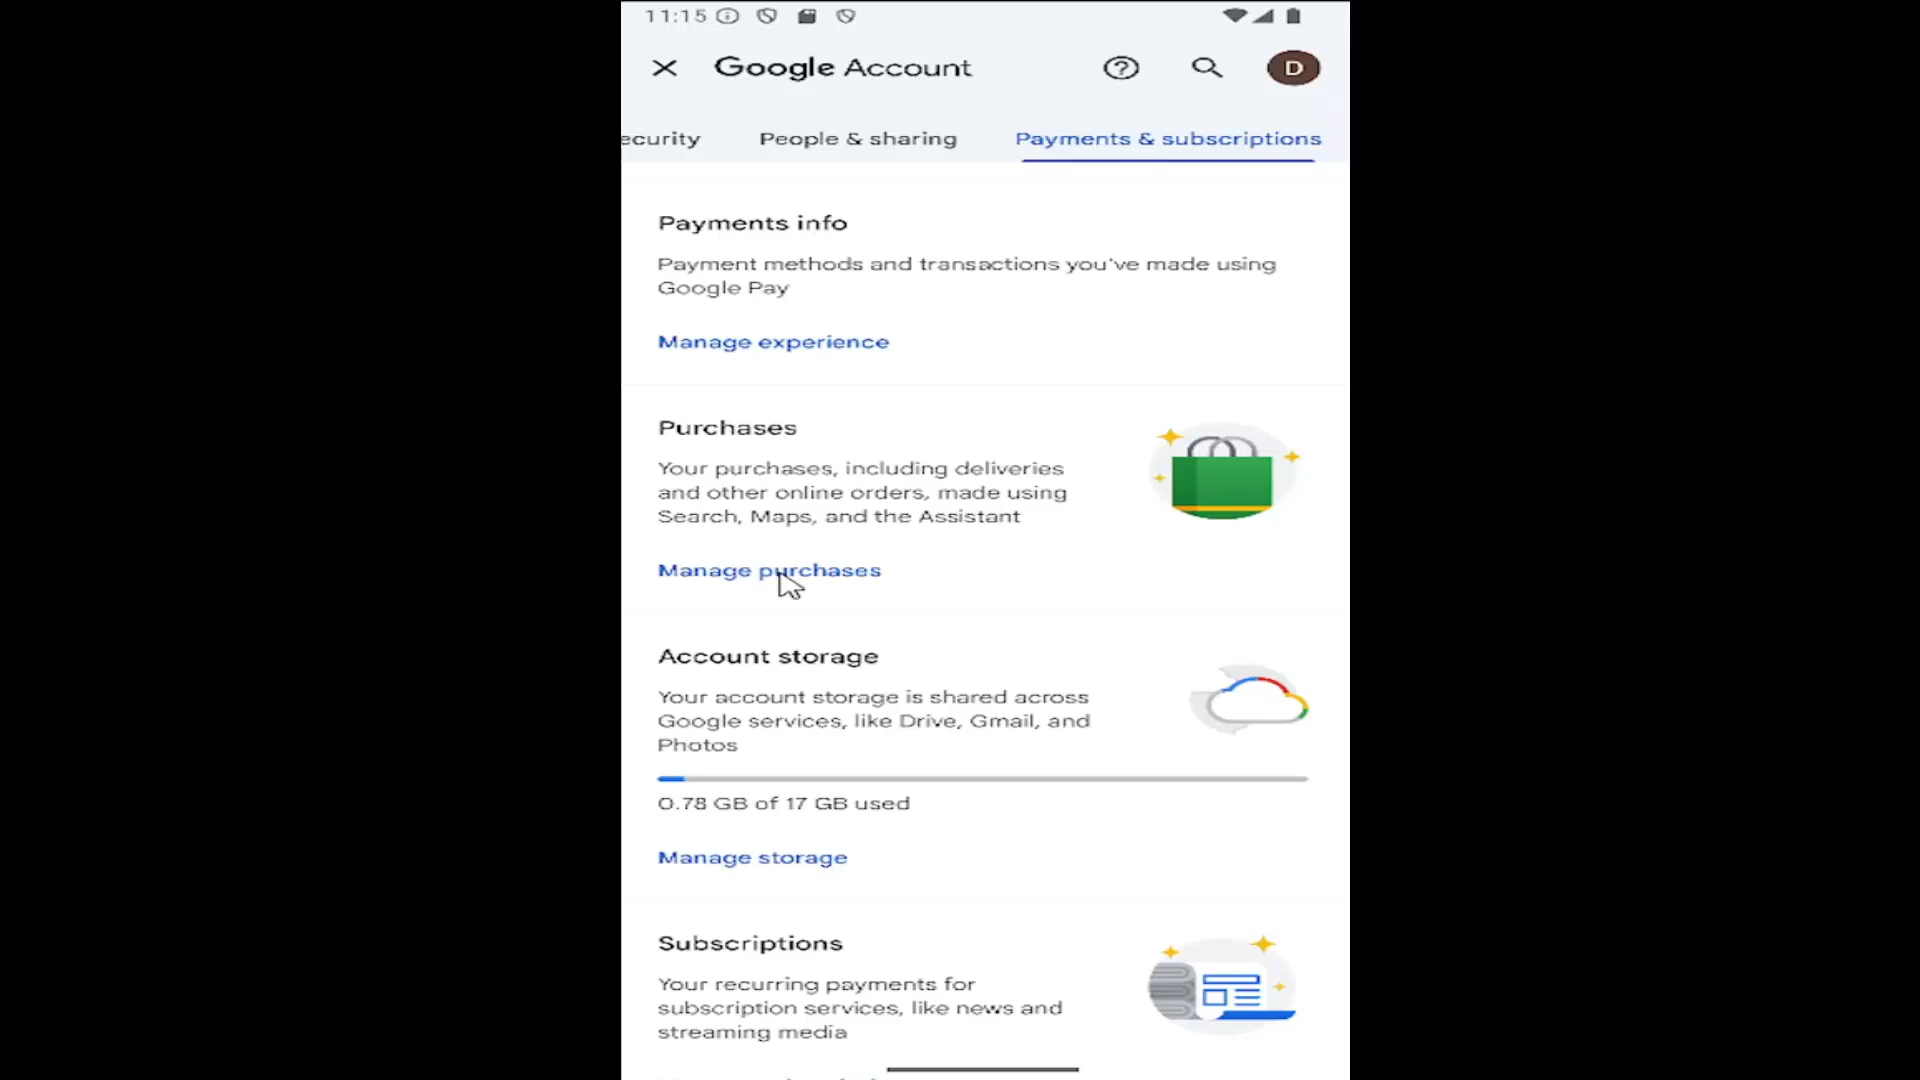 11:15
Google Account
D
ecurity
People & sharing
Payments & subscriptions
Payments info
Payment methods and transactions you've made using
Google Pay
Manage experience
Purchases
Your purchases, including deliveries
and other online orders, made using
Search, Maps, and the Assistant
Manage purchases
Account storage
Your account storage is shared across
Google services, like Drive, Gmail, and
Photos
0.78 GB of 17 GB used
Manage storage
Subscriptions
Your recurring payments for
subscription services, like news and
streaming media